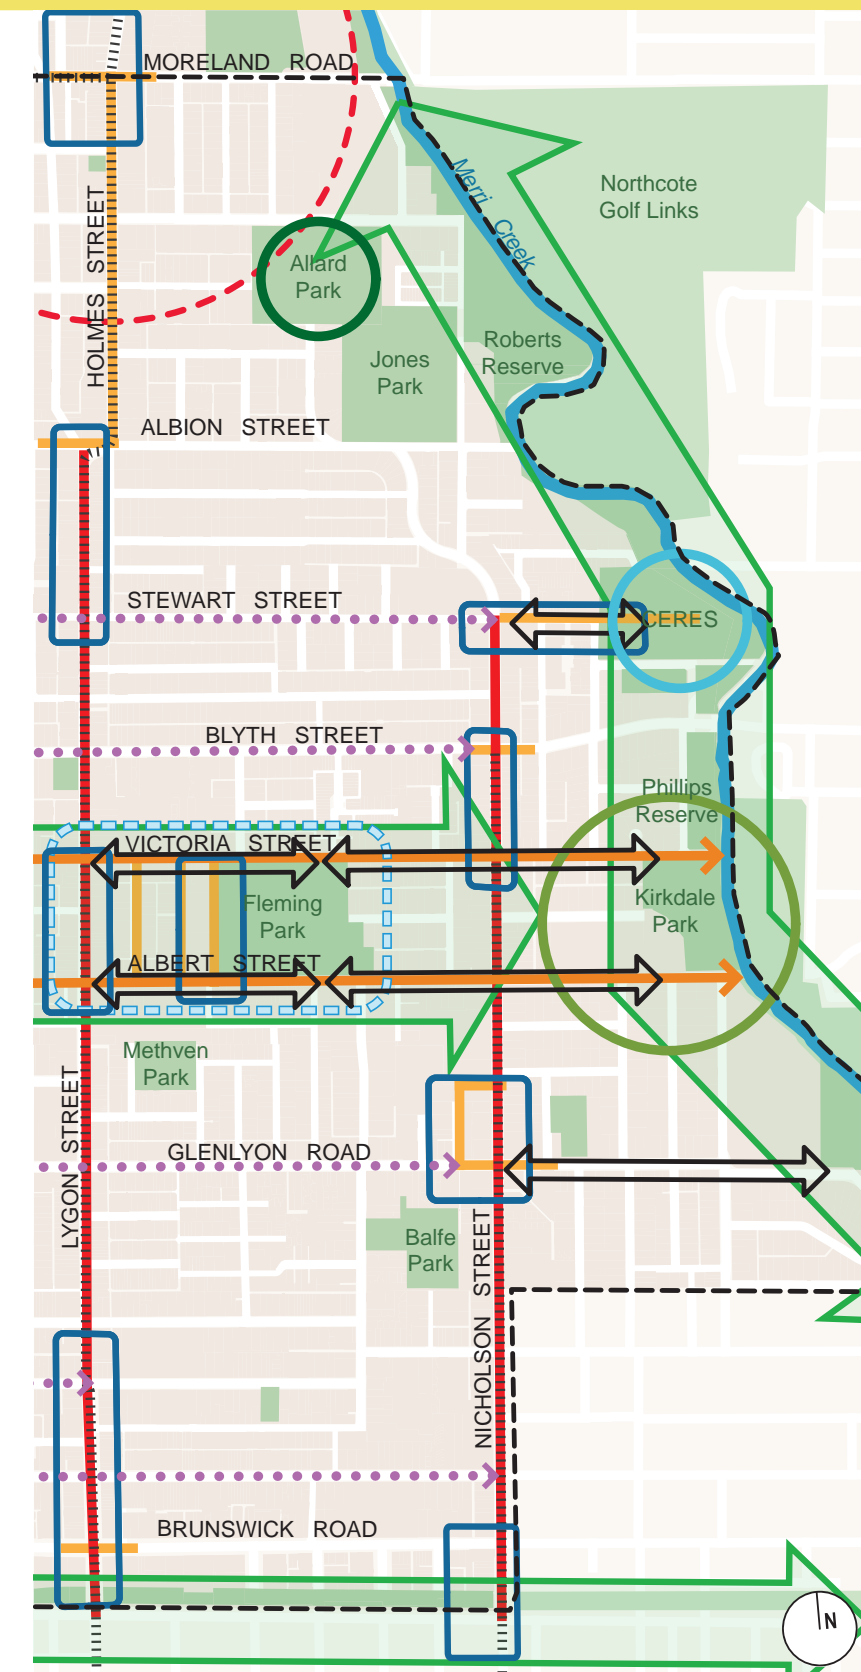 MORELAND ROAD
Merri Creek
Northcote
Golf Links
HOLMES STREET
Allard
Park
Roberts
Reserve
Jones
Park
ALBION STREET
STEWART STREET
CERES
BLYTH STREET
Phillips
Reserve
VICTORIA STREET
Fleming
Park
Kirkdale
Park
ALBERT STREET
Methven
Park
LYGON STREET
GLENLYON ROAD
Balfe
Park
NICHOLSON STREET
BRUNSWICK ROAD
N